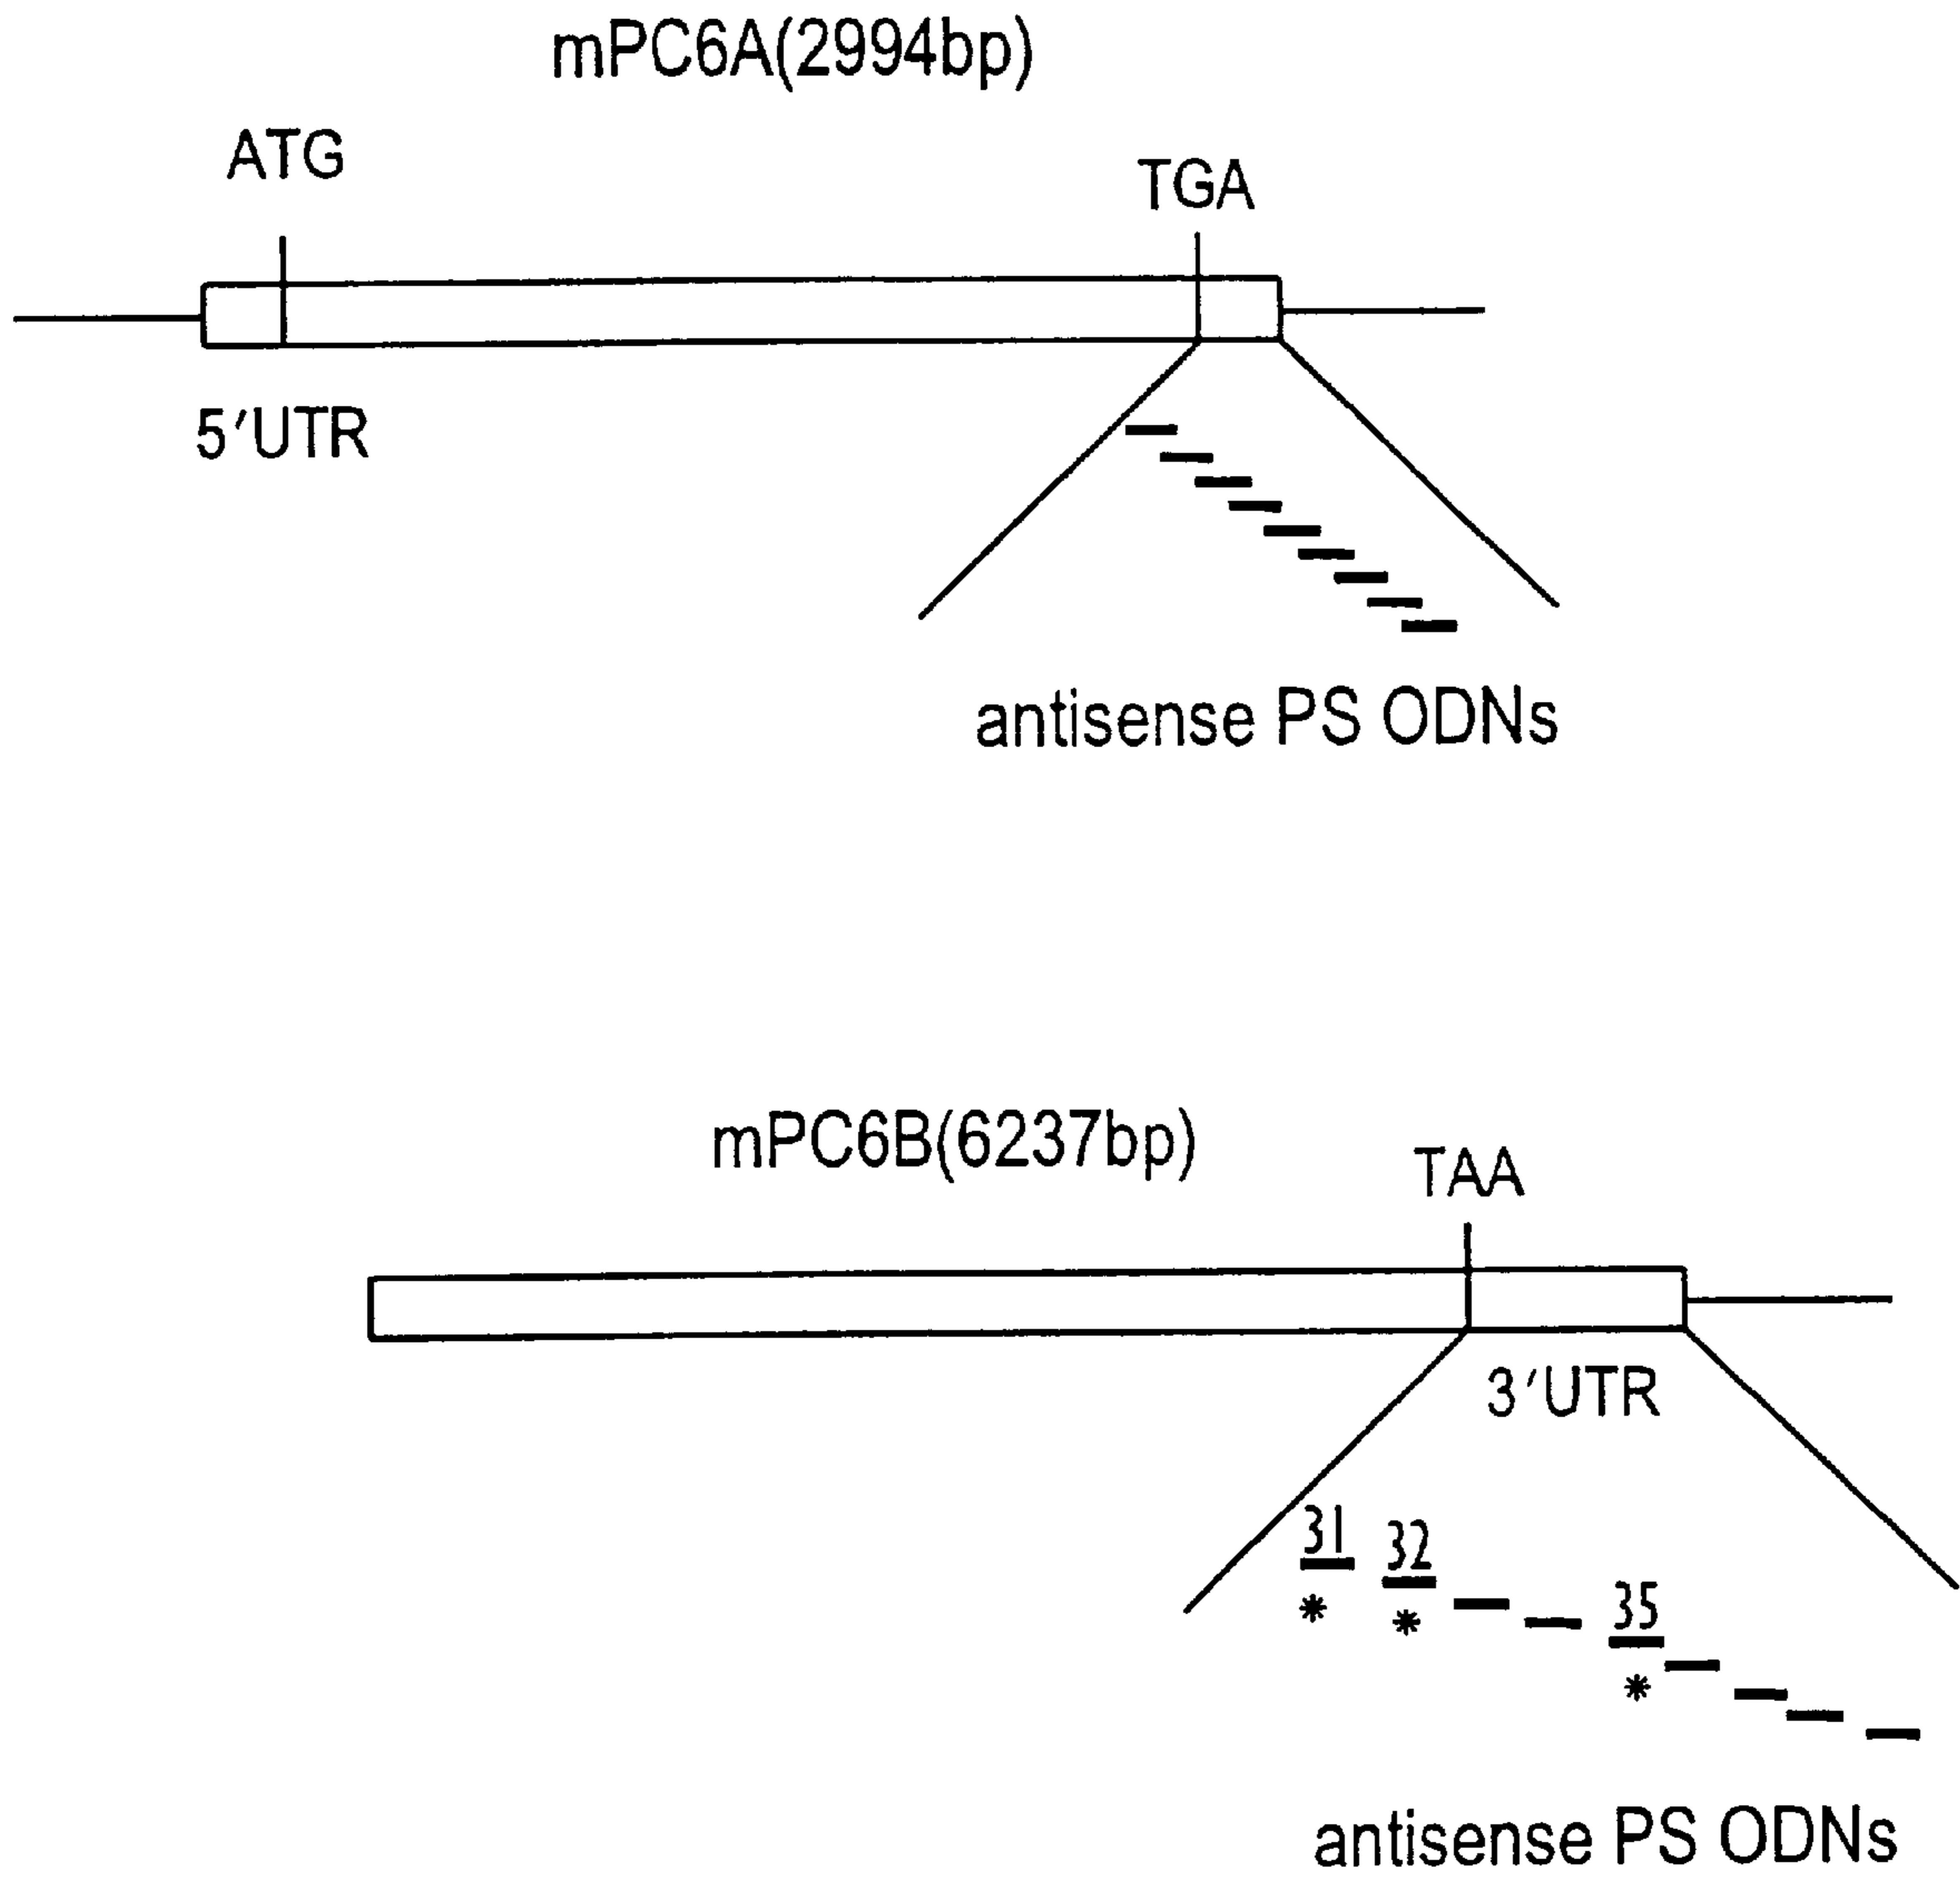 mPC6A(2994bp)
ATG
TGA
5'UTR
antisense PS ODNs
mPC6B(6237bp)
TAA
3'UTR
31
32
35
*
*
*
antisense PS ODNs